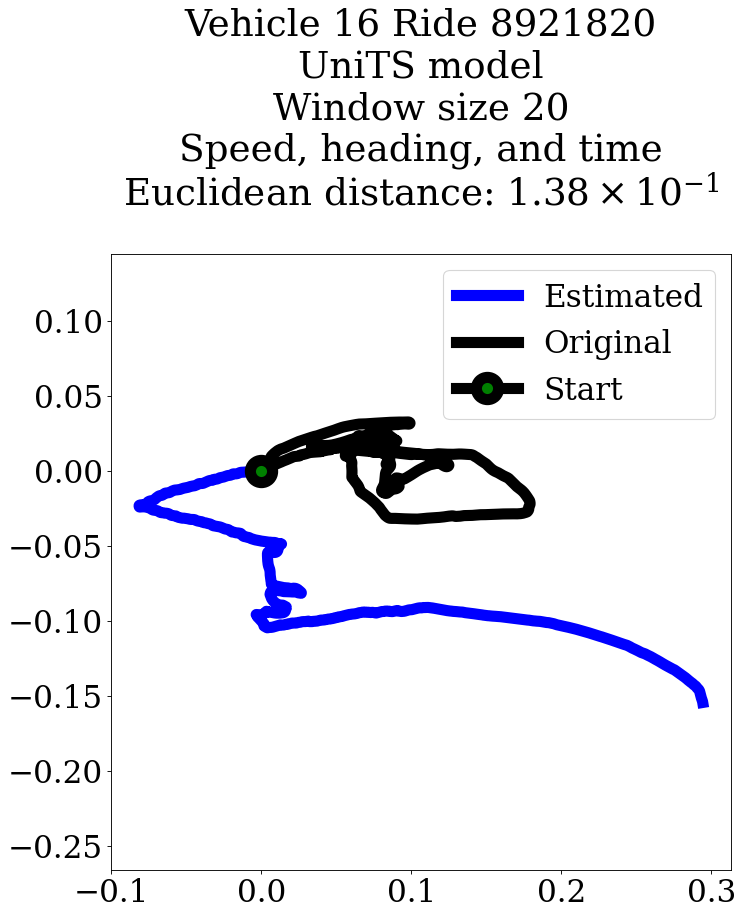 Vehicle 16 Ride 8921820
UniTS model
Window size 20
Speed, heading, and time
Euclidean distance: $1.38 \times 10^{-1}$
Estimated
Original
Start
0.10
0.05
0.00
−0.05
−0.10
−0.15
−0.20
−0.25
−0.1 0.0 0.1 0.2 0.3